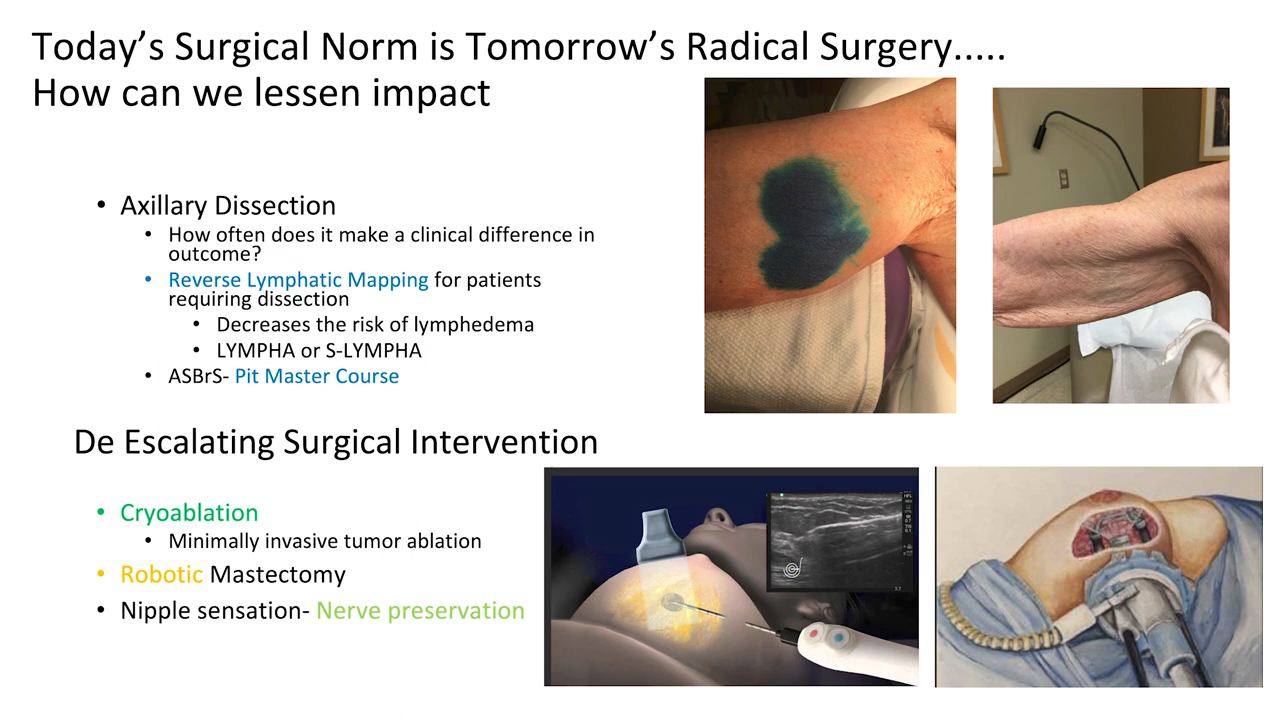 Today's Surgical Norm is Tomorrow's Radical Surgery.....
How can we lessen impact
• Axillary Dissection
• How often does it make a clinical difference in
outcome?
• Reverse Lymphatic Mapping for patients
requiring dissection
• Decreases the risk of lymphedema
• LYMPHA or S-LYMPHA
• ASBrS- Pit Master Course
De Escalating Surgical Intervention
• Cryoablation
• Minimally invasive tumor ablation
• Robotic Mastectomy
• Nipple sensation- Nerve preservation